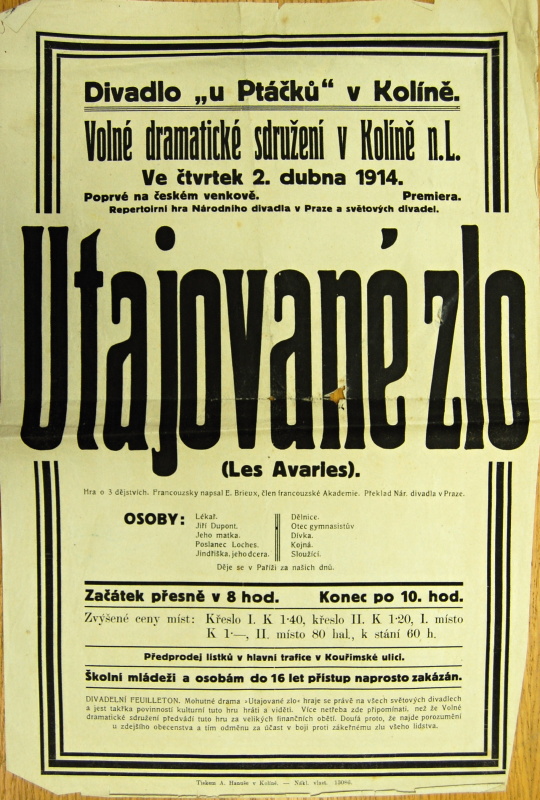 Divadlo „u Ptáčků“ v Kolíně.
Volné dramatické sdružení v Kolíně n.L.
Ve čtvrtek 2. dubna 1914.
Poprvé na českém venkově. Premiera.
Repertoirní hra Národního divadla v Praze a světových divadel.
Utajované zlo
(Les Avarles).
Hra o 3 dějstvích. Francouzsky napsal E. Brieux, člen francouzské Akademie. Překlad Nár. divadla v Praze.
OSOBY:
Lékař.
Jiří Dupont.
Jeho matka.
Poslanec Loches.
Jindřiška, jeho dcera.
Dělnice.
Otec gymnasistův
Dívka.
Kojná.
Sloužící.
Děje se v Paříži za našich dnů.
Začátek přesně v 8 hod. Konec po 10. hod.
Zvýšené ceny míst: Křeslo I. K 1·40, křeslo II. K 1·20, I. místo
K 1·—, II. místo 80 hal., k stání 60 h.
Předprodej lístků v hlavní trafice v Kouřimské ulici.
Školní mládeži a osobám do 16 let přístup naprosto zakázán.
DIVADELNÍ FEUILLETON. Mohutné drama »Utajované zlo« hraje se právě na všech světových divadlech
a jest takřka povinností kulturní tuto hru hráti a viděti. Více netřeba zde připomínati, než že Volné
dramatické sdružení předvádí tuto hru za velikých finančních obětí. Doufá proto, že najde porozumění
u zdejšího obecenstva a tím odměnu za účast v boji proti zákeřnému zlu všeho lidstva.
Tiskem A. Hanuše v Kolíně. — Nákl. vlast.